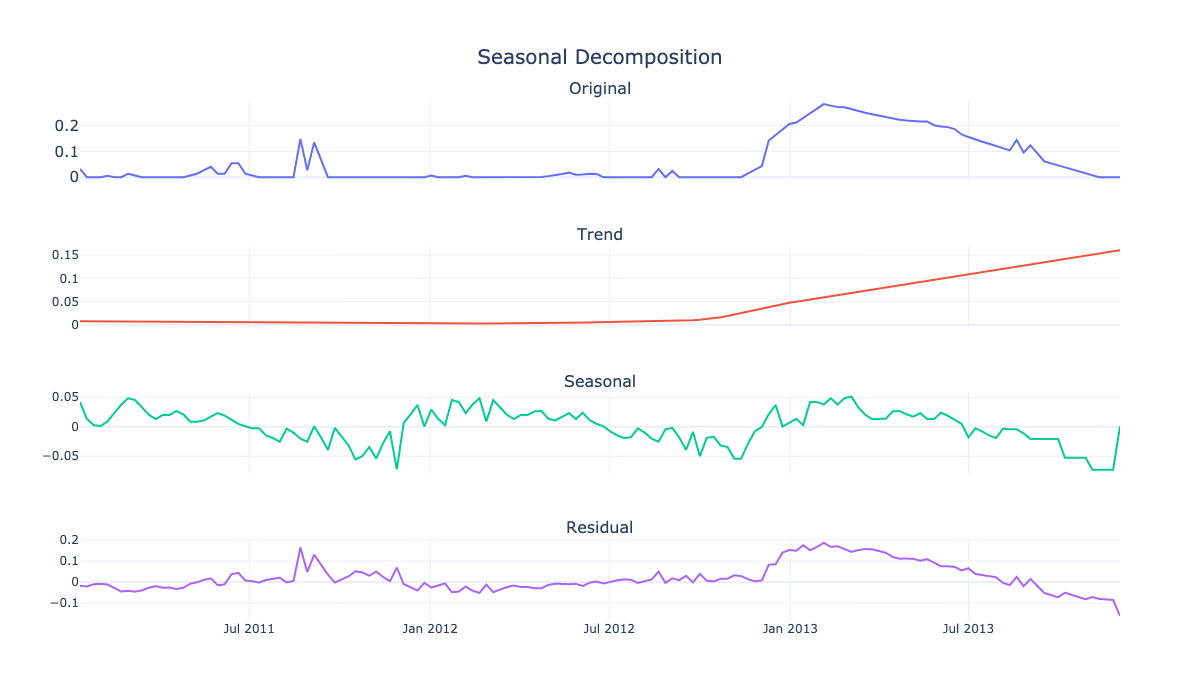 Seasonal Decomposition
Original
0.2
0.1
0
Trend
0.15
0.1
0.05
0
Seasonal
0.05
0
−0.05
Residual
0.2
0.1
0
−0.1
Jul 2011 Jan 2012 Jul 2012 Jan 2013 Jul 2013